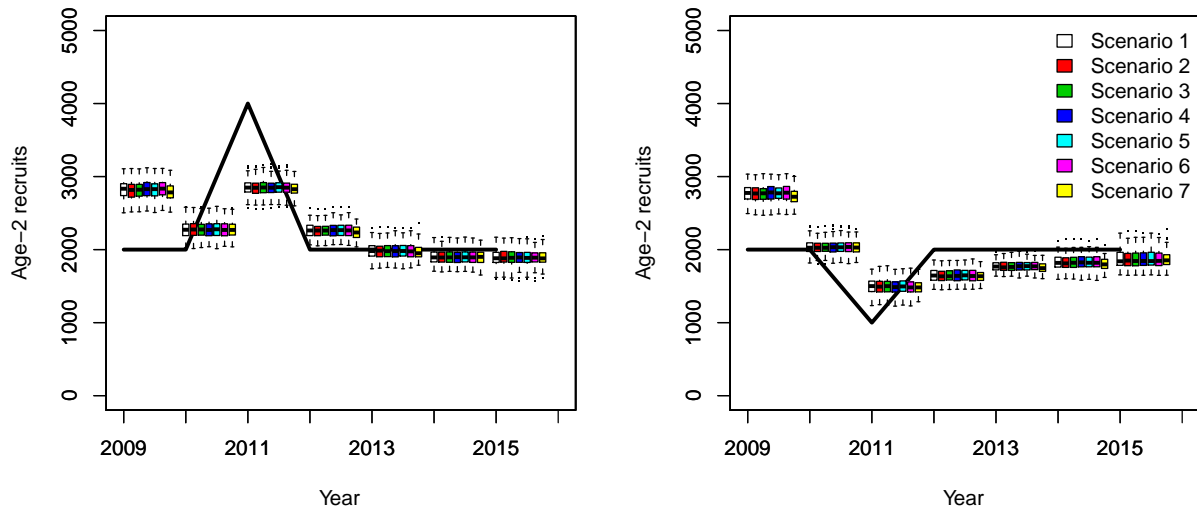 Age−2 recruits
5000
4000
3000
2000
1000
0
2009
2011
2013
2015
Year
Age−2 recruits
5000
4000
3000
2000
1000
0
2009
2011
2013
2015
Year
Scenario 1
Scenario 2
Scenario 3
Scenario 4
Scenario 5
Scenario 6
Scenario 7